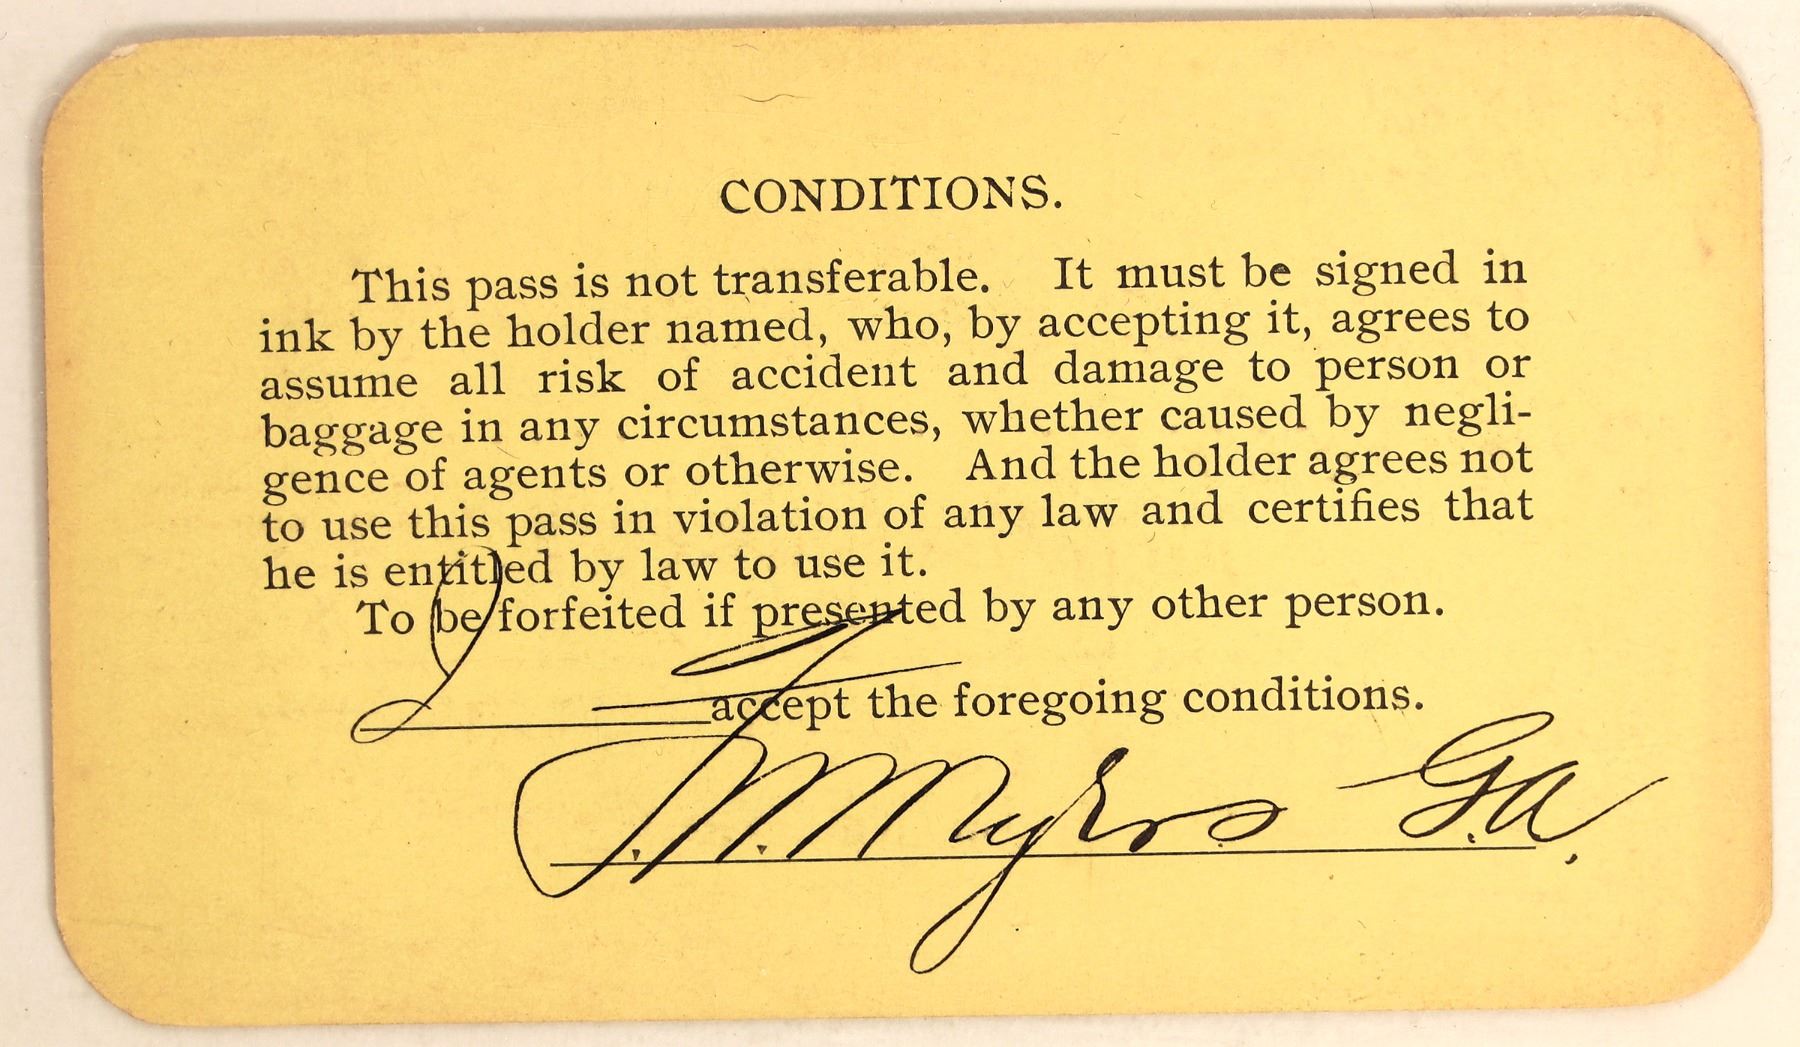 CONDITIONS.
This pass is not transferable. It must be signed in
ink by the holder named, who, by accepting it, agrees to
assume all risk of accident and damage to person or
baggage in any circumstances, whether caused by negli-
gence of agents or otherwise. And the holder agrees not
to use this pass in violation of any law and certifies that
he is entitled by law to use it.
To be forfeited if presented by any other person.
I accept the foregoing conditions.
Myers G.A.